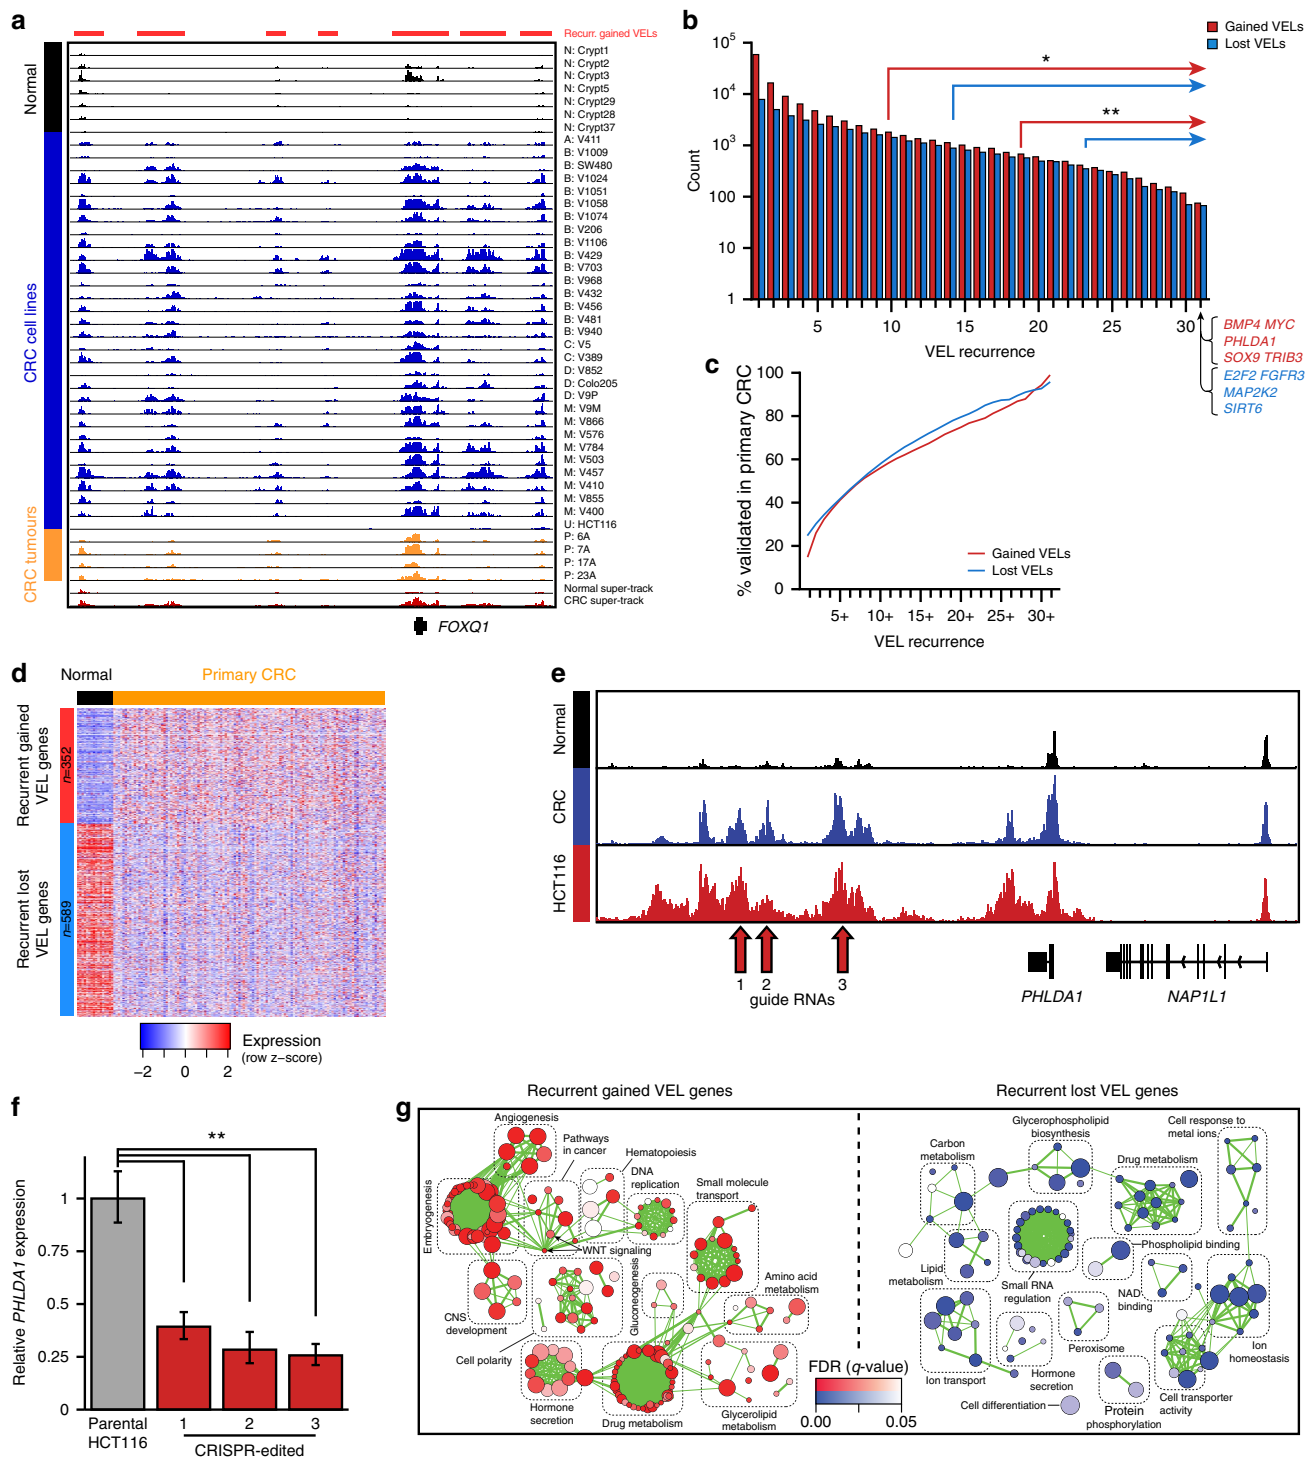 a
Recurr. gained VELs
Normal
CRC cell lines
CRC tumours
N: Crypt1
N: Crypt2
N: Crypt3
N: Crypt5
N: Crypt29
N: Crypt28
N: Crypt37
A: V411
B: V1009
B: SW480
B: V1024
B: V1051
B: V1058
B: V1074
B: V206
B: V1106
B: V429
B: V703
B: V968
B: V432
B: V456
B: V481
B: V940
C: V5
C: V389
D: V852
D: Colo205
D: V9P
M: V9M
M: V866
M: V576
M: V784
M: V503
M: V457
M: V410
M: V855
M: V400
U: HCT116
P: 6A
P: 7A
P: 17A
P: 23A
Normal super-track
CRC super-track
FOXQ1
b
Gained VELs
Lost VELs
*
**
Count
10⁵
10⁴
10³
100
10
1
5 10 15 20 25 30
VEL recurrence
BMP4 MYC
PHLDA1
SOX9 TRIB3
E2F2 FGFR3
MAP2K2
SIRT6
c
% validated in primary CRC
100
80
60
40
20
0
Gained VELs
Lost VELs
5+ 10+ 15+ 20+ 25+ 30+
VEL recurrence
d
Normal
Primary CRC
Recurrent gained
VEL genes
n=352
Recurrent lost
VEL genes
n=589
−2 0 2
Expression
(row z−score)
e
Normal
CRC
HCT116
1 2 3
guide RNAs
PHLDA1
NAP1L1
f
Relative PHLDA1 expression
**
1
0.75
0.5
0.25
0
Parental
HCT116
1 2 3
CRISPR-edited
g
Recurrent gained VEL genes
Recurrent lost VEL genes
Angiogenesis
Pathways
in cancer
Hematopoiesis
DNA
replication
Small molecule
transport
Embryogenesis
WNT signaling
CNS
development
Cell polarity
Gluconeogenesis
Amino acid
metabolism
Hormone
secretion
Drug metabolism
Glycerolipid
metabolism
Carbon
metabolism
Glycerophospholipid
biosynthesis
Cell response to
metal ions
Drug metabolism
Phospholipid binding
Lipid
metabolism
Small RNA
regulation
NAD
binding
Ion
homeostasis
Peroxisome
Ion transport
Hormone
secretion
Cell differentiation
Protein
phosphorylation
Cell transporter
activity
FDR (q-value)
0.00 0.05